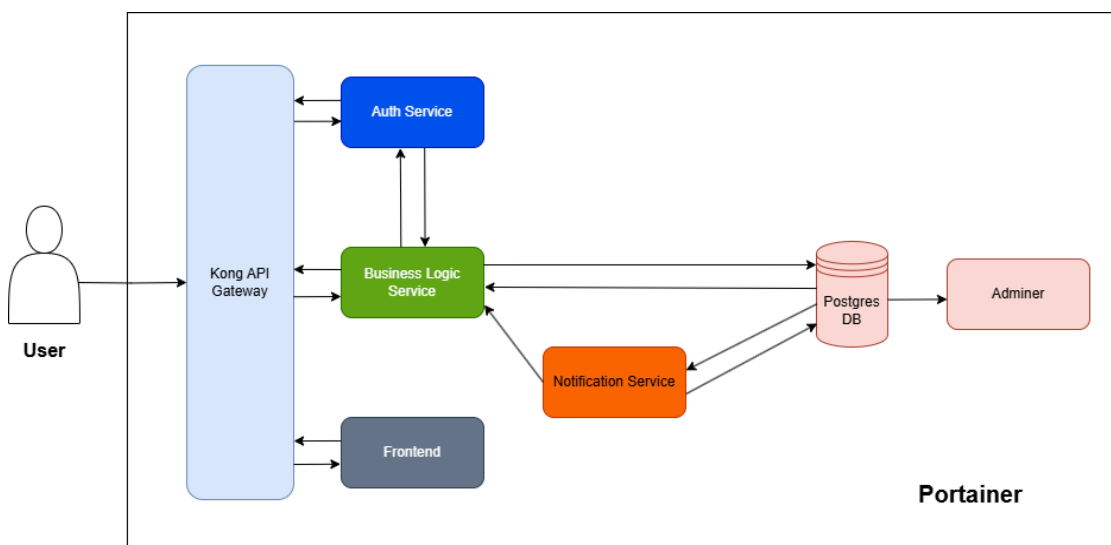 Auth Service
Kong API
Gateway
Business Logic
Service
Postgres
DB
Adminer
User
Notification Service
Frontend
Portainer